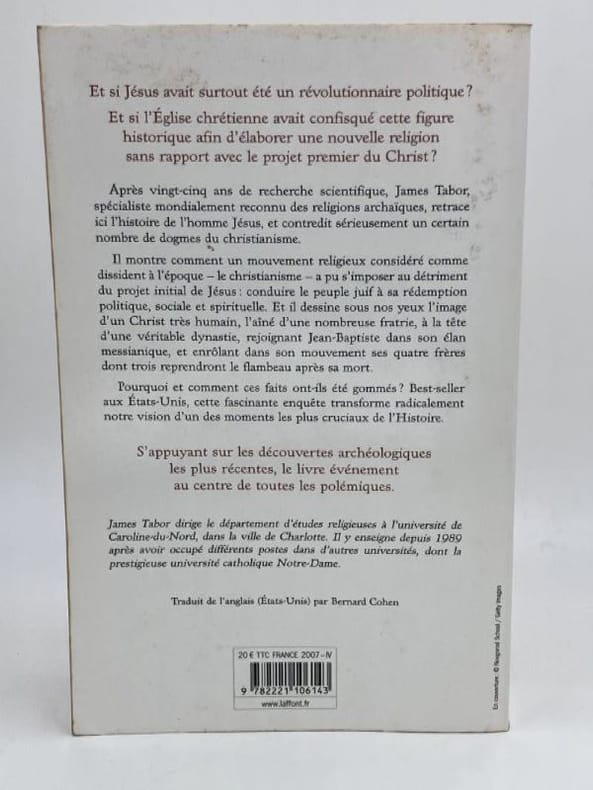 Et si Jésus avait surtout été un révolutionnaire politique ?
Et si l'Église chrétienne avait confisqué cette figure
historique afin d'élaborer une nouvelle religion
sans rapport avec le projet premier du Christ ?
Après vingt-cinq ans de recherche scientifique, James Tabor,
spécialiste mondialement reconnu des religions archaïques, retrace
ici l'histoire de l'homme Jésus, et contredit sérieusement un certain
nombre de dogmes du christianisme.
Il montre comment un mouvement religieux considéré comme
dissident à l'époque – le christianisme – a pu s'imposer au détriment
du projet initial de Jésus : conduire le peuple juif à sa rédemption
politique, sociale et spirituelle. Et il dessine sous nos yeux l'image
d'un Christ très humain, l'aîné d'une nombreuse fratrie, à la tête
d'une véritable dynastie, rejoignant Jean-Baptiste dans son élan
messianique, et enrôlant dans son mouvement ses quatre frères
dont trois reprendront le flambeau après sa mort.
Pourquoi et comment ces faits ont-ils été gommés ? Best-seller
aux États-Unis, cette fascinante enquête transforme radicalement
notre vision d'un des moments les plus cruciaux de l'Histoire.
S'appuyant sur les découvertes archéologiques
les plus récentes, le livre événement
au centre de toutes les polémiques.
James Tabor dirige le département d'études religieuses à l'université de
Caroline-du-Nord, dans la ville de Charlotte. Il y enseigne depuis 1989
après avoir occupé différents postes dans d'autres universités, dont la
prestigieuse université catholique Notre-Dame.
Traduit de l'anglais (États-Unis) par Bernard Cohen
20 € TTC FRANCE 2007-IV
9 782221 106143
www.laffont.fr
En couverture : © Novgorod School / Getty Images